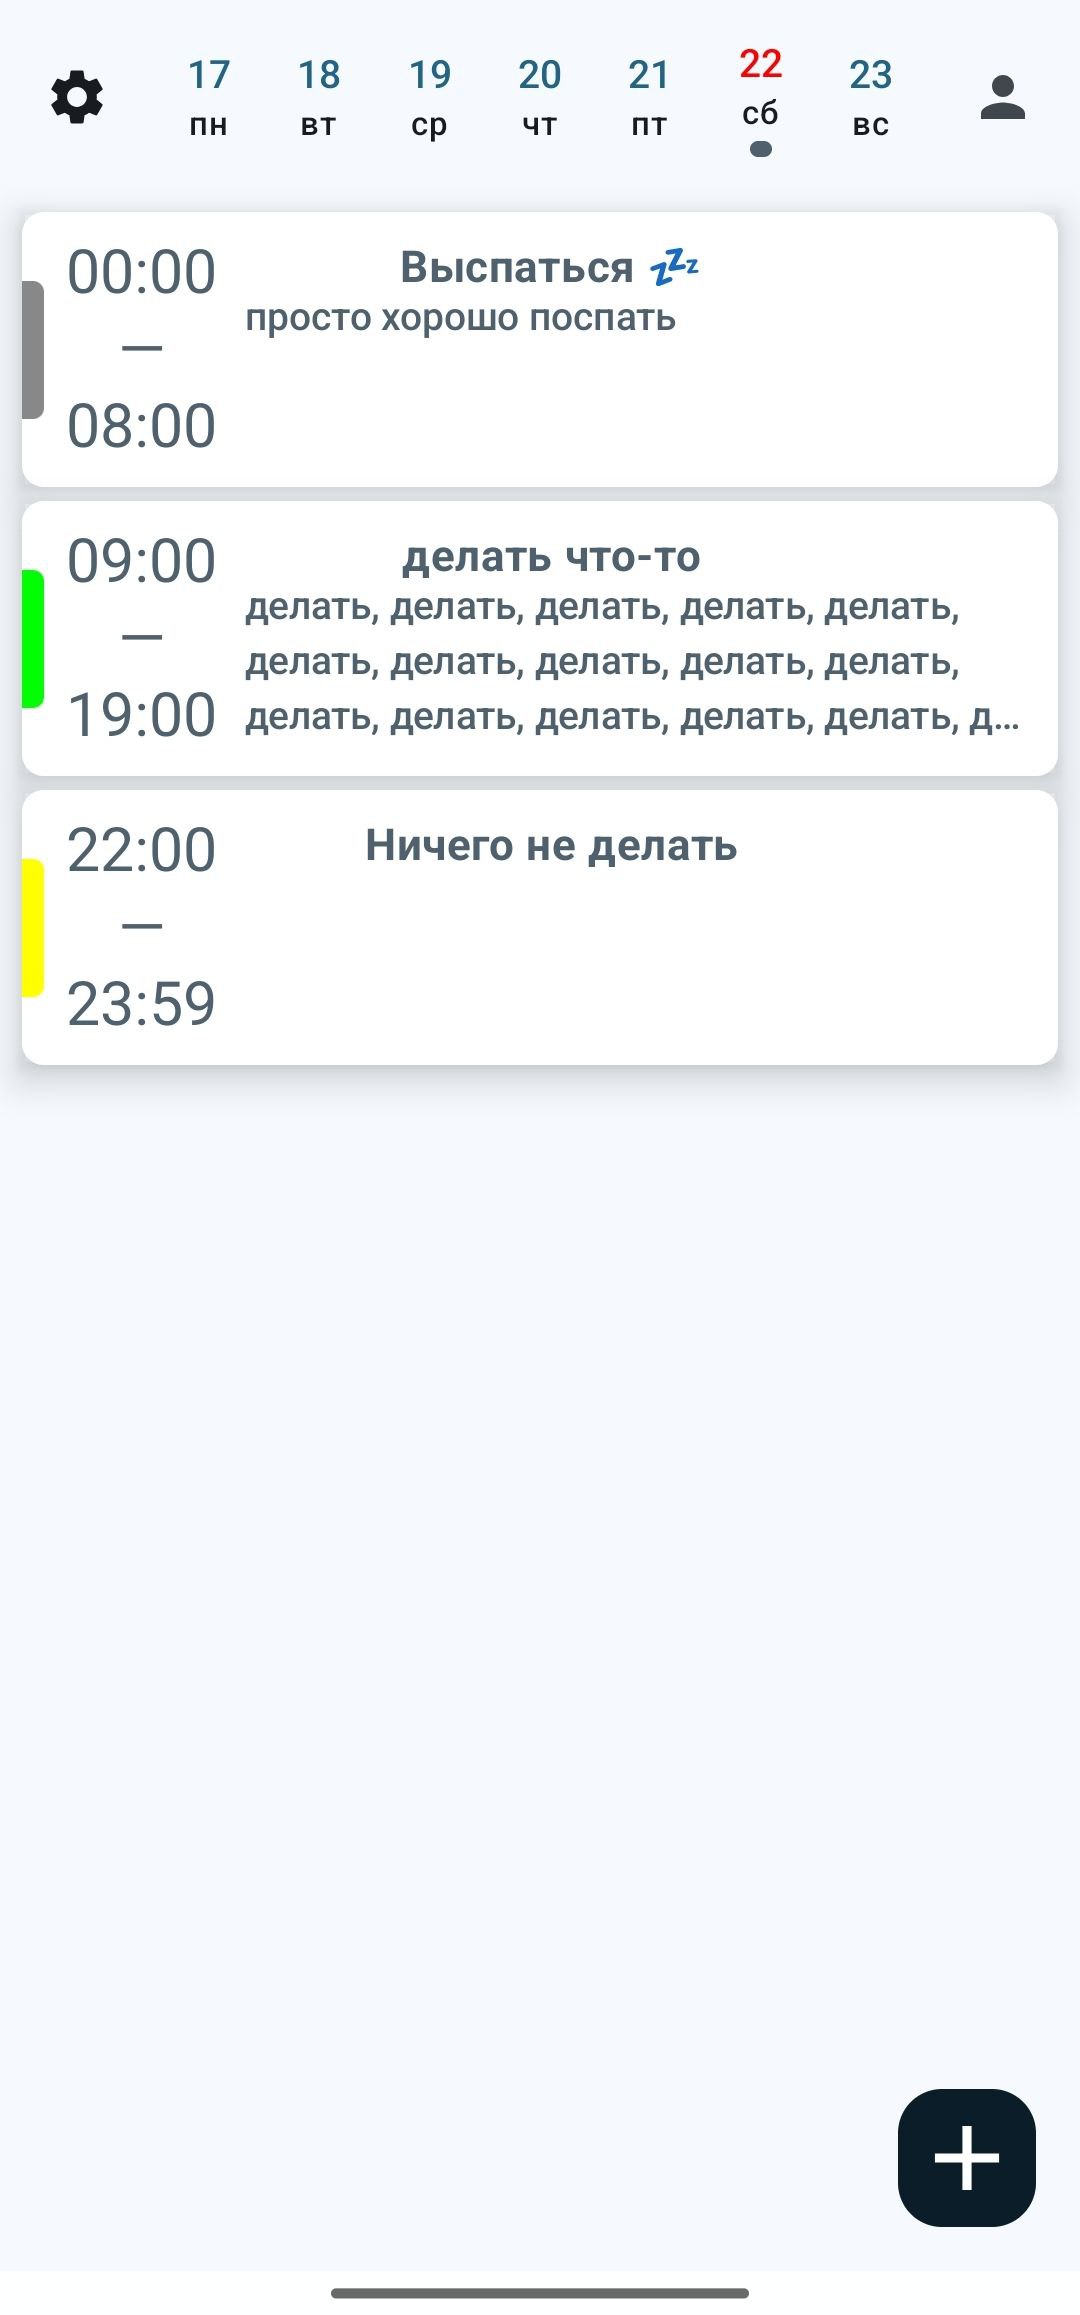 17 18 19 20 21 22 23
пн вт ср чт пт сб вс
00:00
—
08:00
Выспаться 💤
просто хорошо поспать
09:00
—
19:00
делать что-то
делать, делать, делать, делать, делать,
делать, делать, делать, делать, делать,
делать, делать, делать, делать, делать, д...
22:00
—
23:59
Ничего не делать